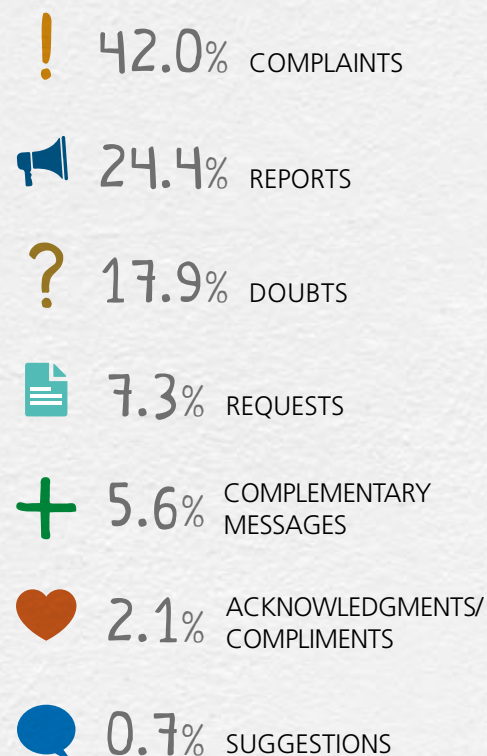 42.0% COMPLAINTS
24.4% REPORTS
17.9% DOUBTS
7.3% REQUESTS
5.6% COMPLEMENTARY
MESSAGES
2.1% ACKNOWLEDGMENTS/
COMPLIMENTS
0.7% SUGGESTIONS